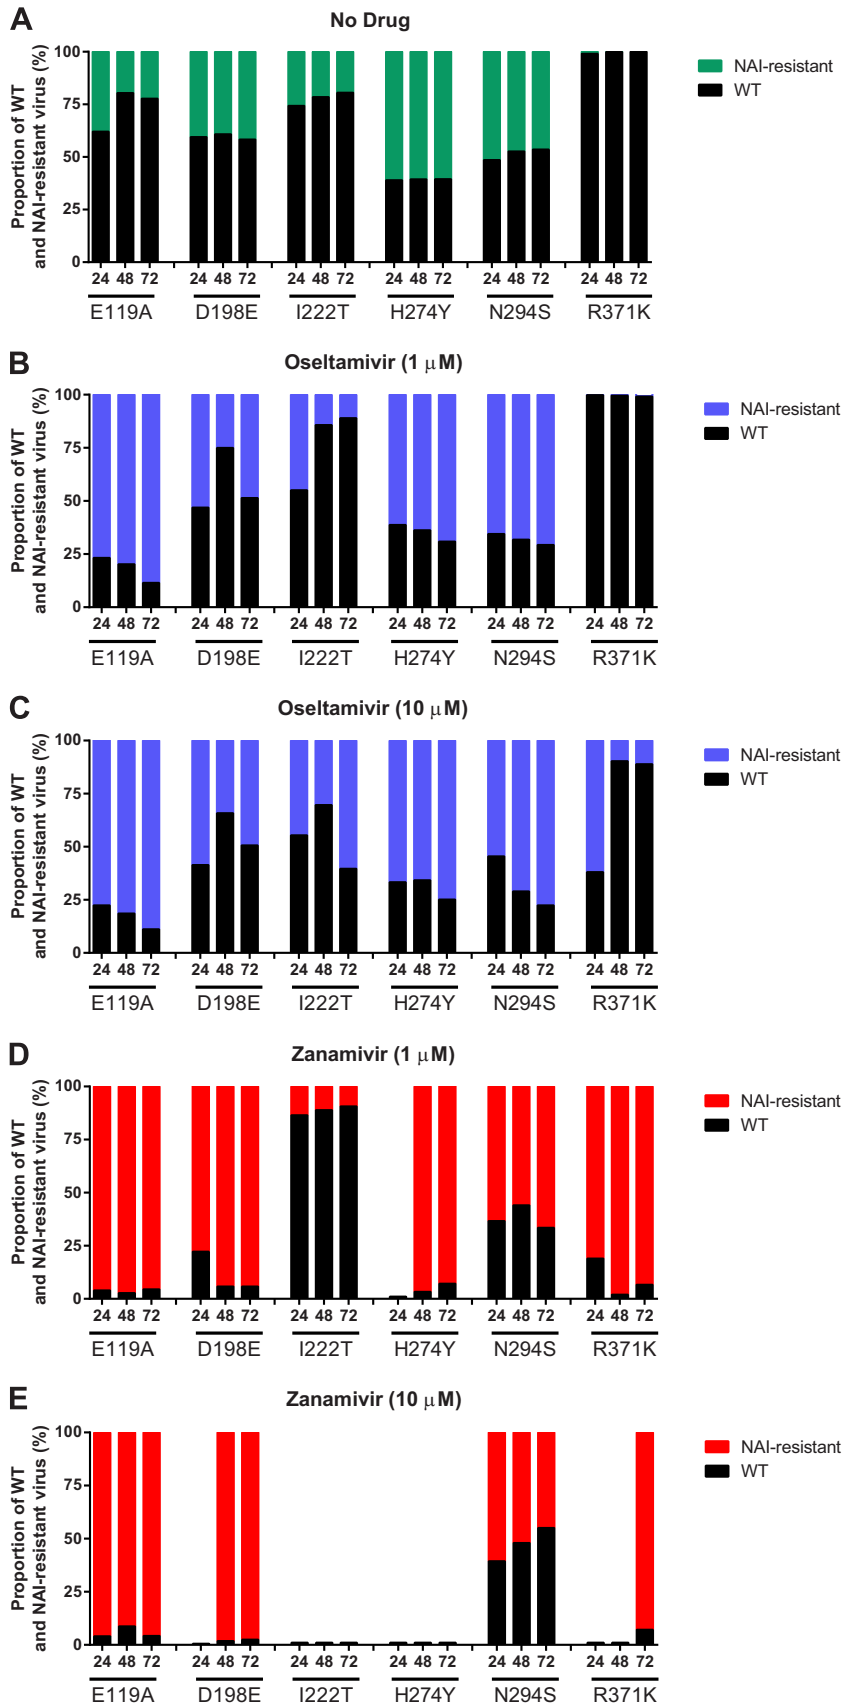 A
No Drug
Proportion of WT
and NAI-resistant virus (%)
100
75
50
25
0
24 48 72 24 48 72 24 48 72 24 48 72 24 48 72 24 48 72
E119A D198E I222T H274Y N294S R371K
NAI-resistant
WT
B
Oseltamivir (1 μM)
Proportion of WT
and NAI-resistant virus (%)
100
75
50
25
0
24 48 72 24 48 72 24 48 72 24 48 72 24 48 72 24 48 72
E119A D198E I222T H274Y N294S R371K
NAI-resistant
WT
C
Oseltamivir (10 μM)
Proportion of WT
and NAI-resistant virus (%)
100
75
50
25
0
24 48 72 24 48 72 24 48 72 24 48 72 24 48 72 24 48 72
E119A D198E I222T H274Y N294S R371K
NAI-resistant
WT
D
Zanamivir (1 μM)
Proportion of WT
and NAI-resistant virus (%)
100
75
50
25
0
24 48 72 24 48 72 24 48 72 24 48 72 24 48 72 24 48 72
E119A D198E I222T H274Y N294S R371K
NAI-resistant
WT
E
Zanamivir (10 μM)
Proportion of WT
and NAI-resistant virus (%)
100
75
50
25
0
24 48 72 24 48 72 24 48 72 24 48 72 24 48 72 24 48 72
E119A D198E I222T H274Y N294S R371K
NAI-resistant
WT